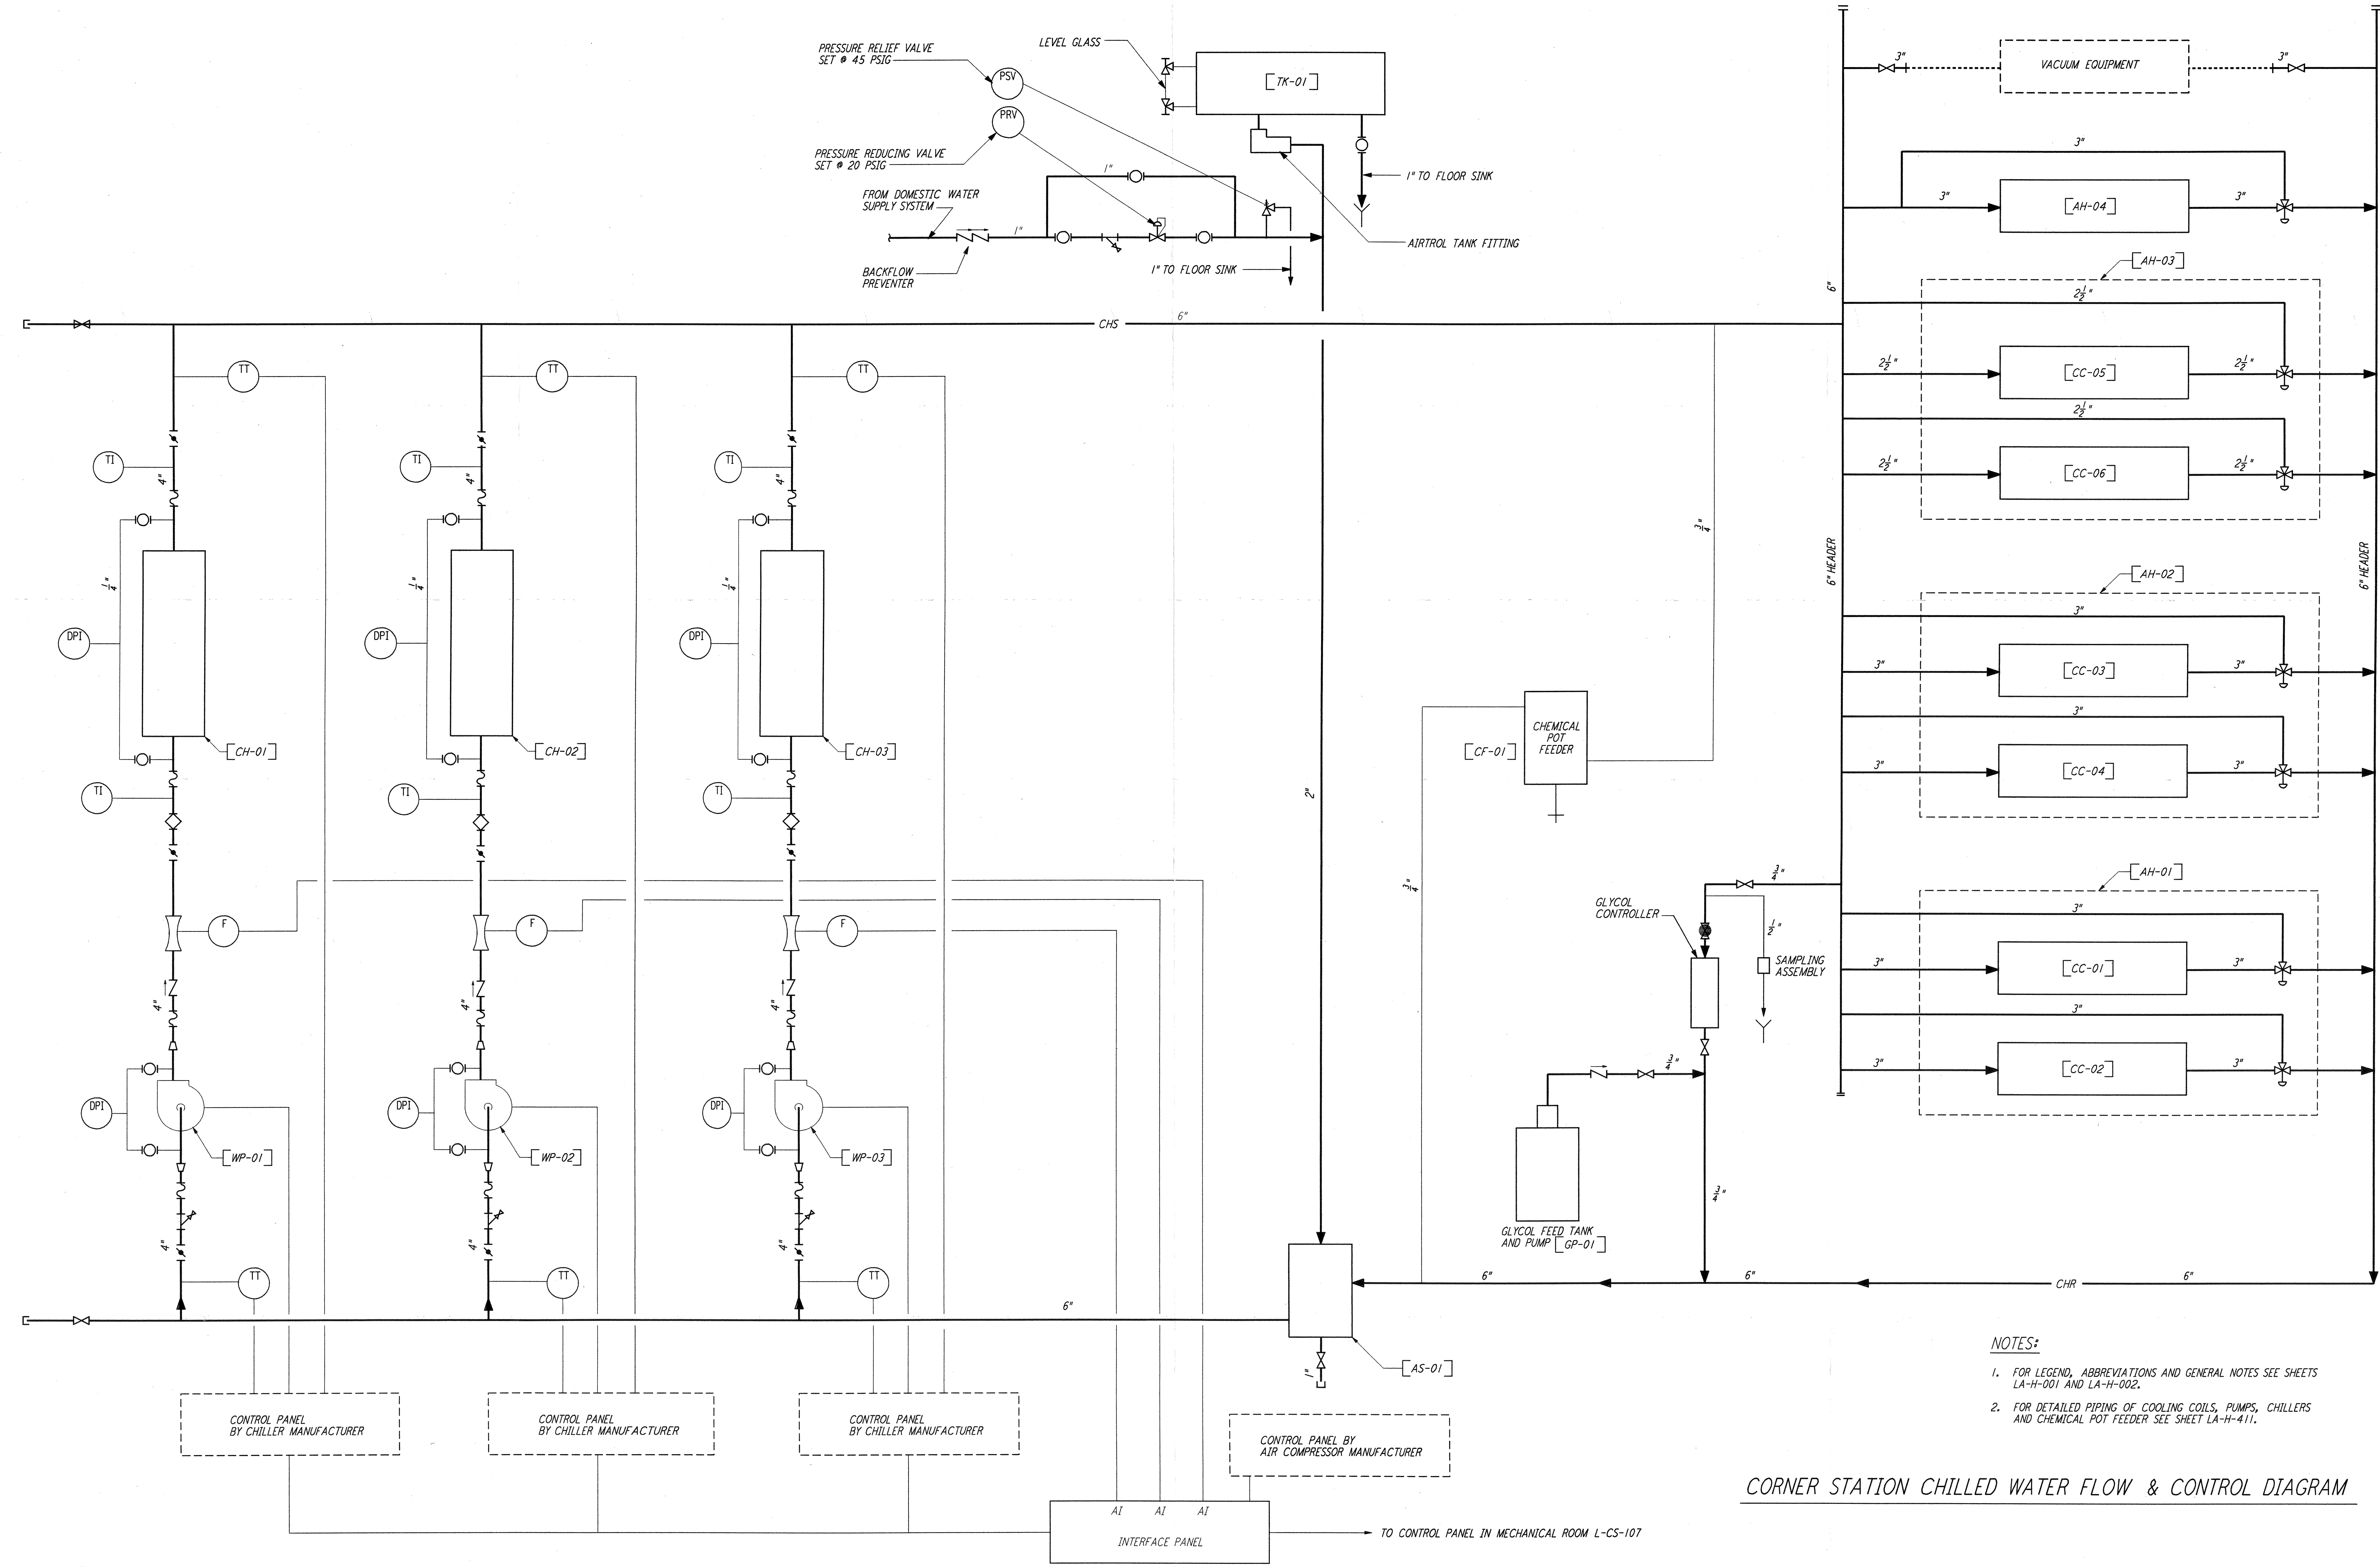 PRESSURE RELIEF VALVE
SET @ 45 PSIG
PSV
PRV
PRESSURE REDUCING VALVE
SET @ 20 PSIG
FROM DOMESTIC WATER
SUPPLY SYSTEM
BACKFLOW
PREVENTER
1"
1"
LEVEL GLASS
[TK-01]
1" TO FLOOR SINK
AIRTROL TANK FITTING
1" TO FLOOR SINK
3"
VACUUM EQUIPMENT
3"
3"
3"
[AH-04]
3"
[AH-03]
6"
2 1/2"
2 1/2"
[CC-05]
2 1/2"
2 1/2"
2 1/2"
[CC-06]
2 1/2"
6" HEADER
6" HEADER
[AH-02]
3"
3"
[CC-03]
3"
3"
3"
[CC-04]
3"
[AH-01]
3"
3"
[CC-01]
3"
3"
3"
[CC-02]
3"
CHS
6"
TT
TT
TT
TI
TI
TI
4"
4"
4"
1/4"
1/4"
1/4"
DPI
DPI
DPI
[CH-01]
[CH-02]
[CH-03]
TI
TI
TI
F
F
F
4"
4"
4"
DPI
DPI
DPI
[WP-01]
[WP-02]
[WP-03]
4"
4"
4"
TT
TT
TT
6"
2"
3/4"
3/4"
[CF-01]
CHEMICAL
POT
FEEDER
3/4"
GLYCOL
CONTROLLER
1/2"
SAMPLING
ASSEMBLY
3/4"
3/4"
GLYCOL FEED TANK
AND PUMP [GP-01]
6"
6"
CHR
6"
[AS-01]
1"
CONTROL PANEL
BY CHILLER MANUFACTURER
CONTROL PANEL
BY CHILLER MANUFACTURER
CONTROL PANEL
BY CHILLER MANUFACTURER
CONTROL PANEL BY
AIR COMPRESSOR MANUFACTURER
AI AI AI
INTERFACE PANEL
TO CONTROL PANEL IN MECHANICAL ROOM L-CS-107
NOTES:
1. FOR LEGEND, ABBREVIATIONS AND GENERAL NOTES SEE SHEETS
LA-H-001 AND LA-H-002.
2. FOR DETAILED PIPING OF COOLING COILS, PUMPS, CHILLERS
AND CHEMICAL POT FEEDER SEE SHEET LA-H-411.
CORNER STATION CHILLED WATER FLOW & CONTROL DIAGRAM